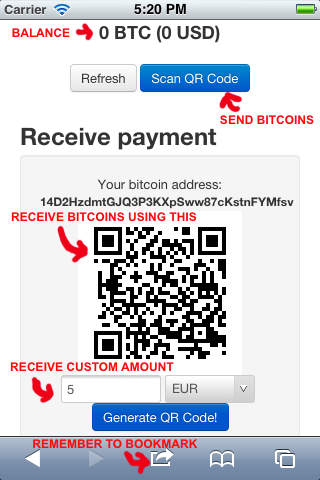 Carrier 5:20 PM
BALANCE 0 BTC (0 USD)
Refresh Scan QR Code
SEND BITCOINS
Receive payment
Your bitcoin address:
14D2HzdmtGJQ3P3KXpSww87cKstnFYMfsv
RECEIVE BITCOINS USING THIS
RECEIVE CUSTOM AMOUNT
5 EUR
Generate QR Code!
REMEMBER TO BOOKMARK